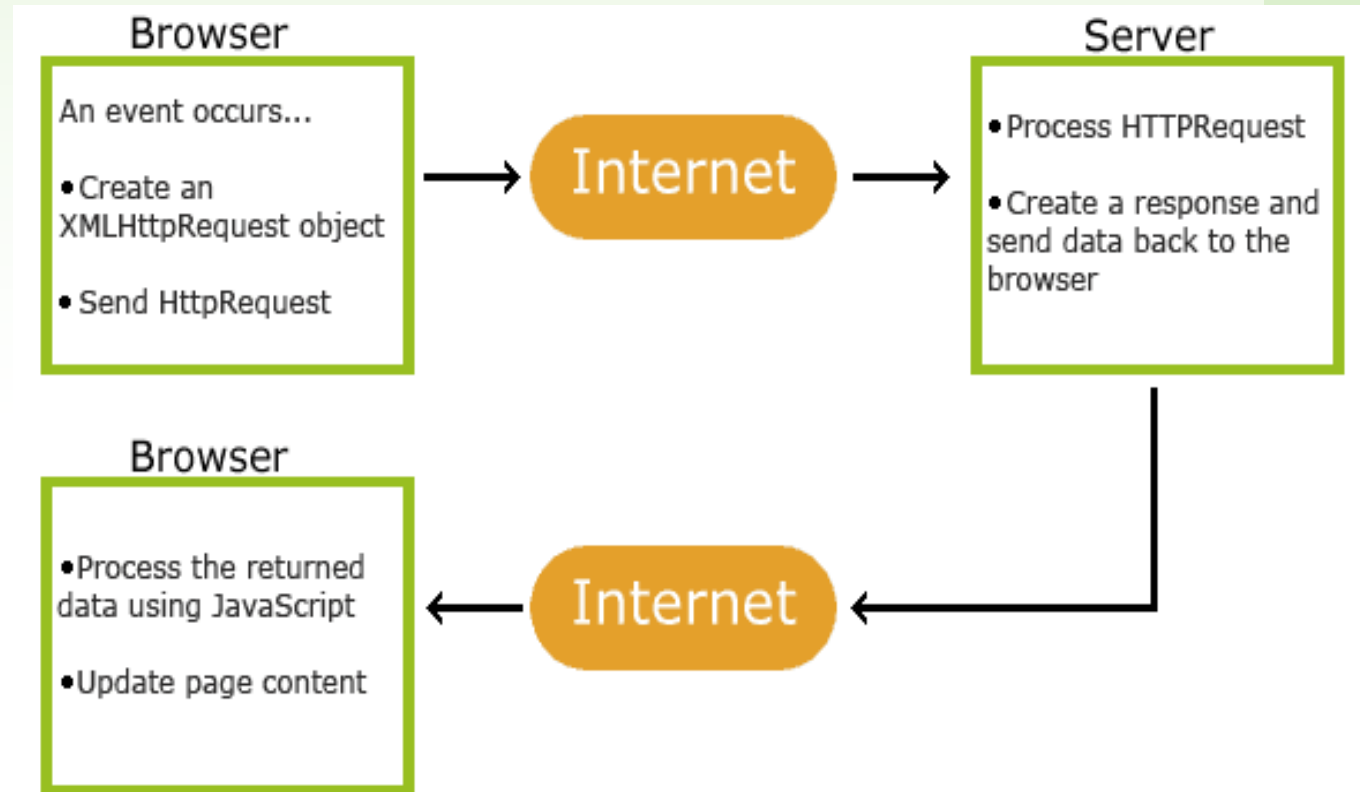 Browser
An event occurs...
•Create an
XMLHttpRequest object
• Send HttpRequest
Internet
Server
•Process HTTPRequest
•Create a response and
send data back to the
browser
Browser
•Process the returned
data using JavaScript
•Update page content
Internet